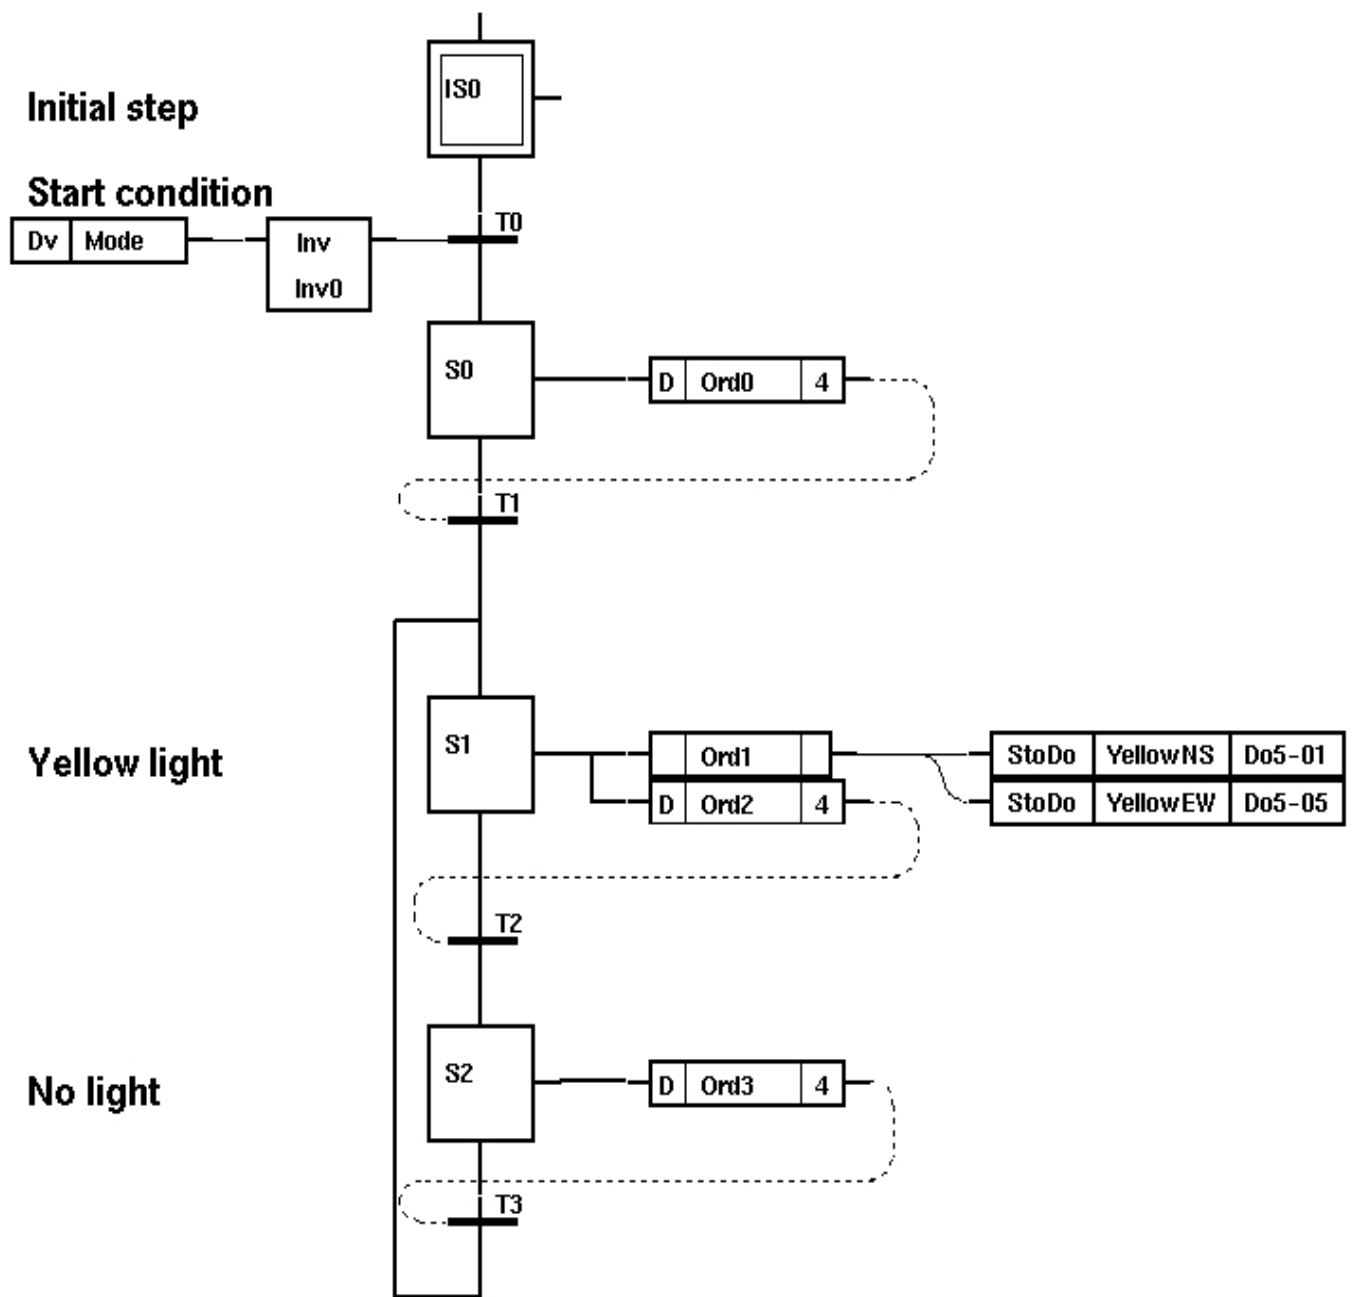 IS0
Initial step
Start condition
T0
Dv Mode
Inv
Inv0
S0
D Ord0 4
T1
S1
Ord1
StoDo YellowNS Do5-01
Yellow light
D Ord2 4
StoDo YellowEW Do5-05
T2
S2
D Ord3 4
No light
T3